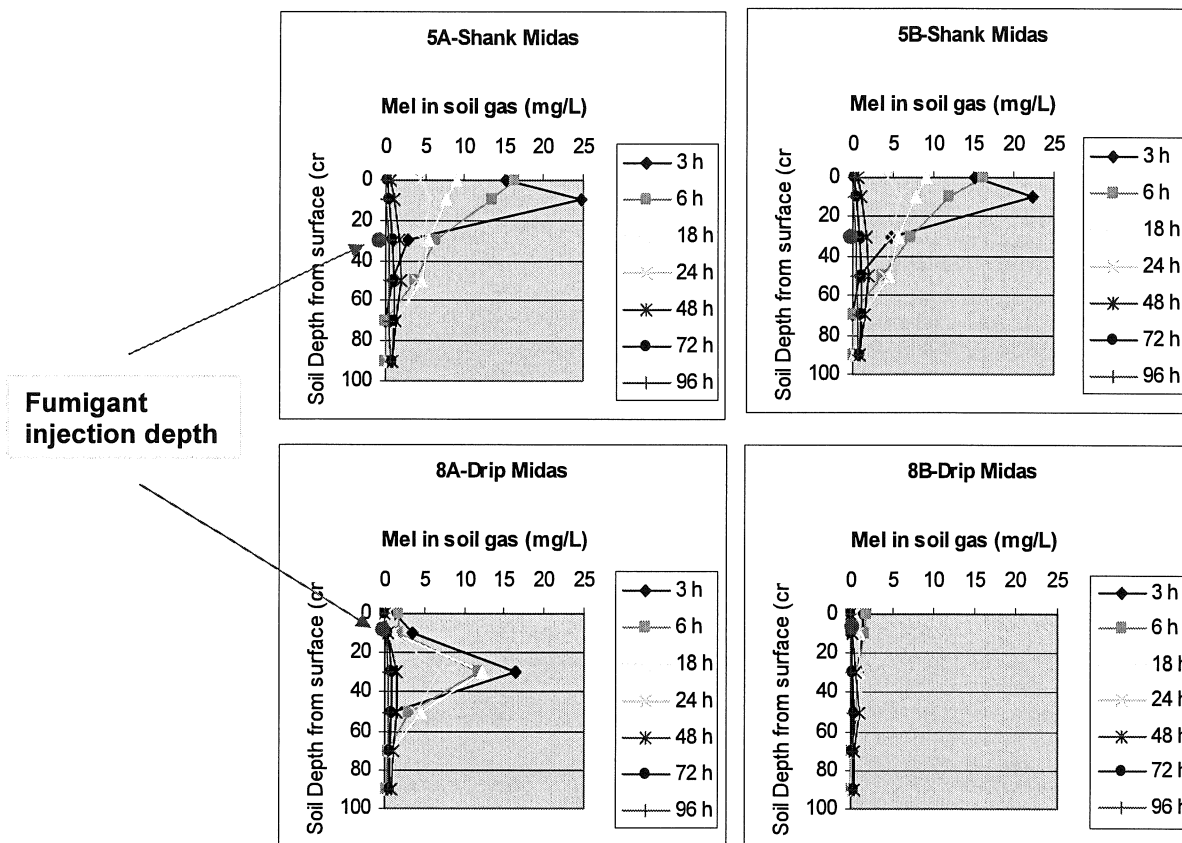 5A-Shank Midas
Mel in soil gas (mg/L)
0 5 10 15 20 25
Soil Depth from surface (cr
0
20
40
60
80
100
3 h
6 h
18 h
24 h
48 h
72 h
96 h
5B-Shank Midas
Mel in soil gas (mg/L)
0 5 10 15 20 25
Soil Depth from surface (cr
0
20
40
60
80
100
3 h
6 h
18 h
24 h
48 h
72 h
96 h
Fumigant
injection depth
8A-Drip Midas
Mel in soil gas (mg/L)
0 5 10 15 20 25
Soil Depth from surface (cr
0
20
40
60
80
100
3 h
6 h
18 h
24 h
48 h
72 h
96 h
8B-Drip Midas
Mel in soil gas (mg/L)
0 5 10 15 20 25
Soil Depth from surface (cr
0
20
40
60
80
100
3 h
6 h
18 h
24 h
48 h
72 h
96 h